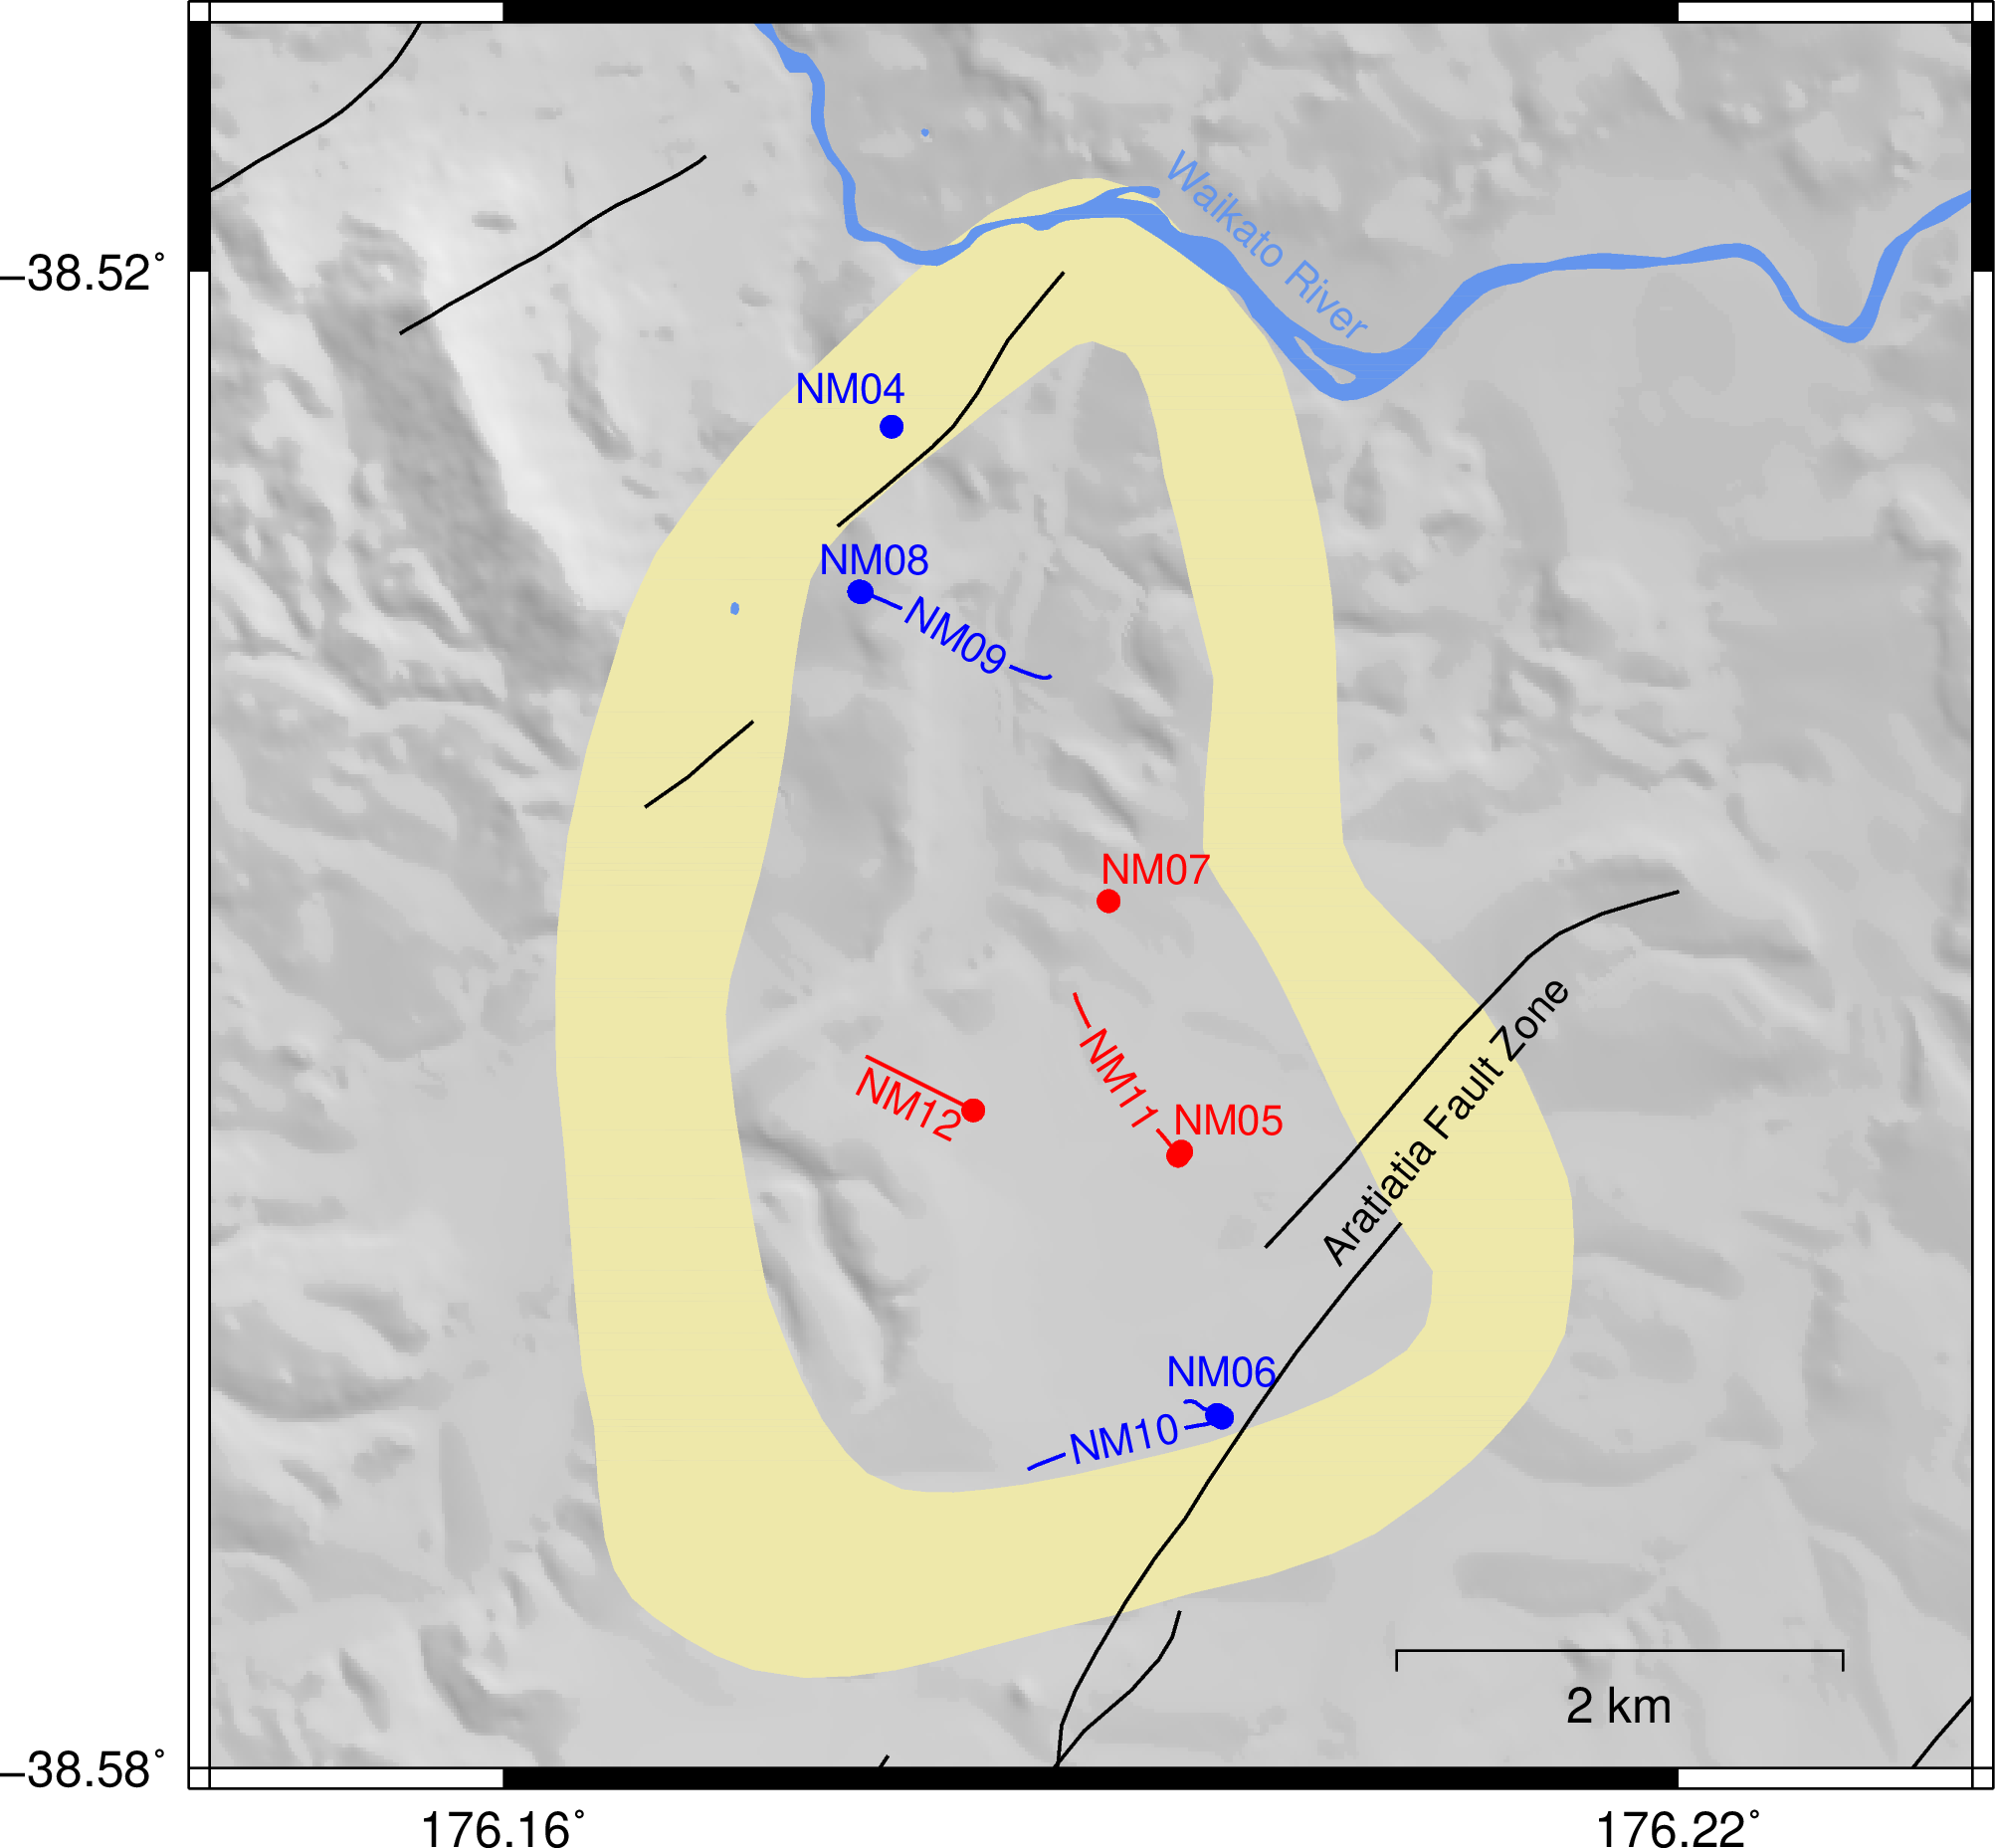 Waikato River
−38.52°
NM04
NM08
NM09
NM07
NM11
NM12
NM05
Aratiatia Fault Zone
NM06
NM10
2 km
−38.58°
176.16°
176.22°